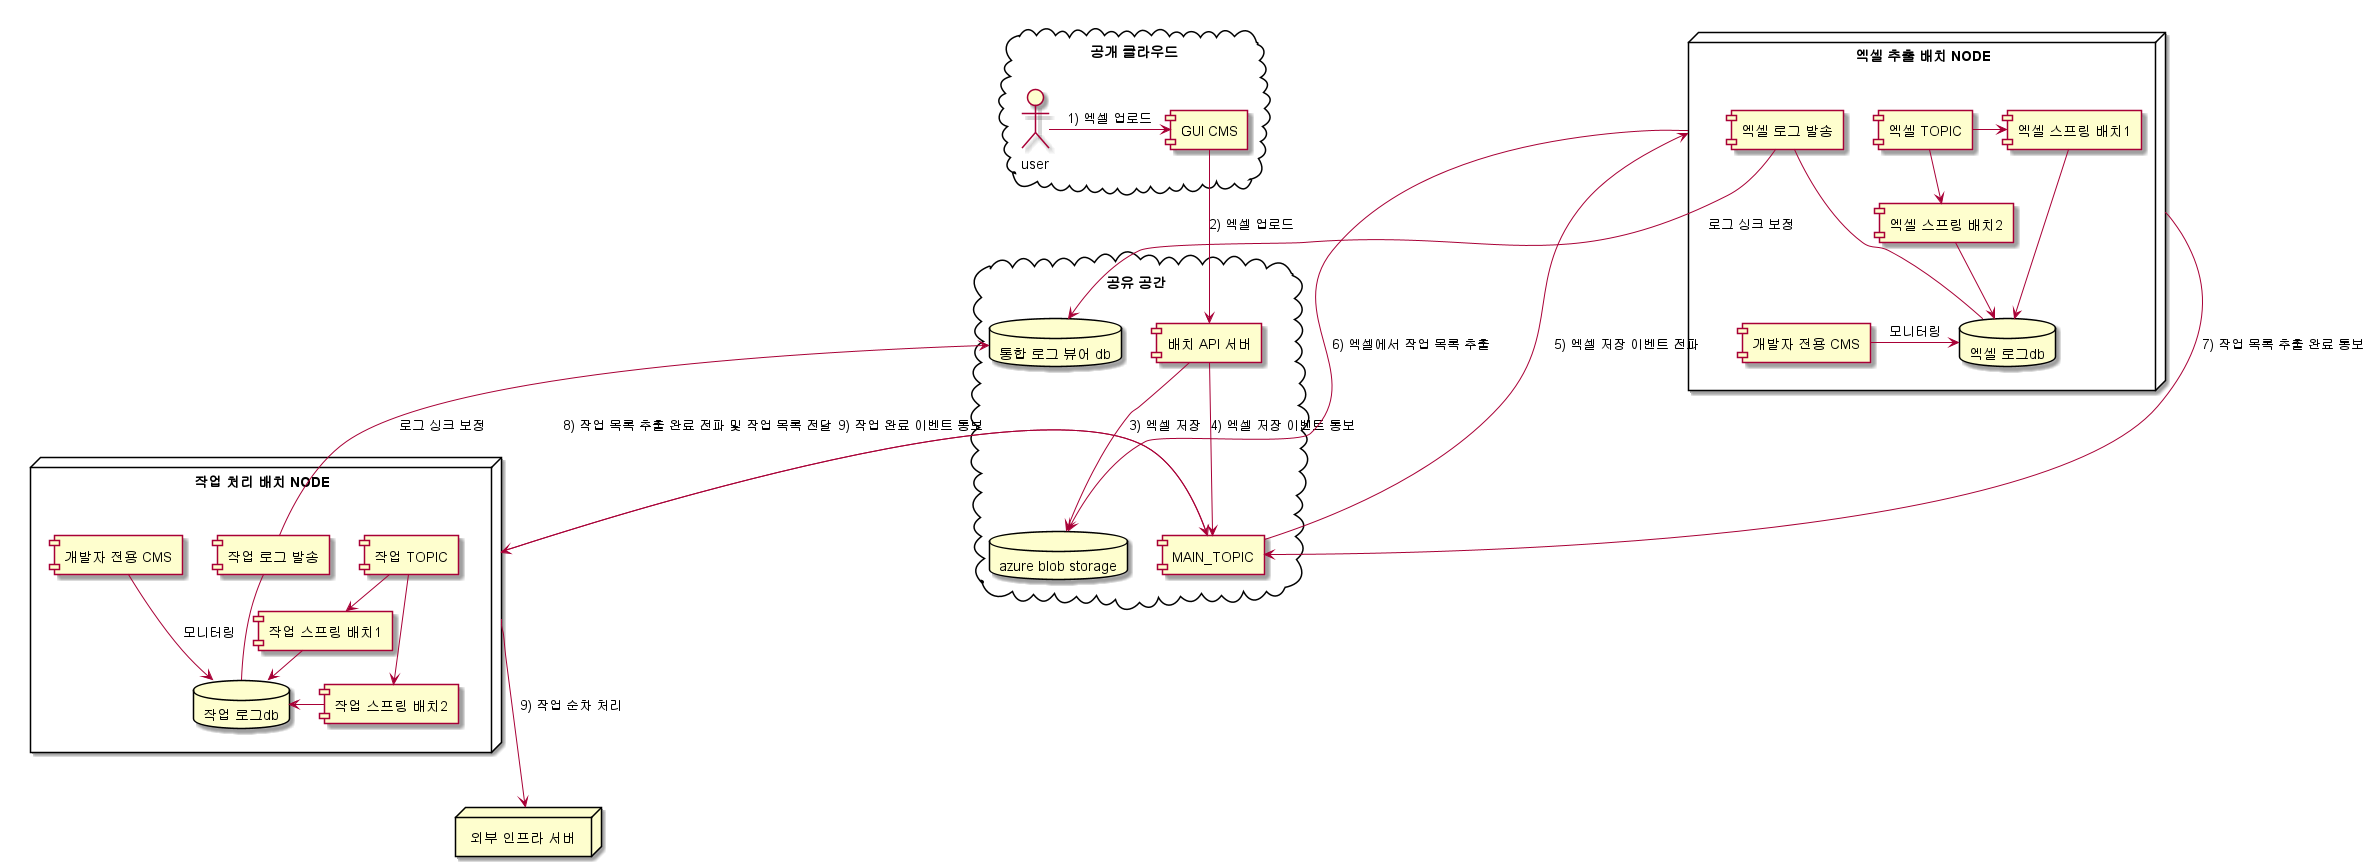 공개 클라우드
user
1) 엑셀 업로드
GUI CMS
2) 엑셀 업로드
엑셀 추출 배치 NODE
엑셀 로그 발송
엑셀 TOPIC
엑셀 스프링 배치1
엑셀 스프링 배치2
로그 싱크 보정
개발자 전용 CMS
모니터링
엑셀 로그db
공유 공간
통합 로그 뷰어 db
배치 API 서버
6) 엑셀에서 작업 목록 추출
5) 엑셀 저장 이벤트 전파
7) 작업 목록 추출 완료 통보
로그 싱크 보정
8) 작업 목록 추출 완료 전파 및 작업 목록 전달
9) 작업 완료 이벤트 통보
3) 엑셀 저장
4) 엑셀 저장 이벤트 통보
azure blob storage
MAIN_TOPIC
작업 처리 배치 NODE
개발자 전용 CMS
작업 로그 발송
작업 TOPIC
모니터링
작업 스프링 배치1
작업 로그db
작업 스프링 배치2
9) 작업 순차 처리
외부 인프라 서버